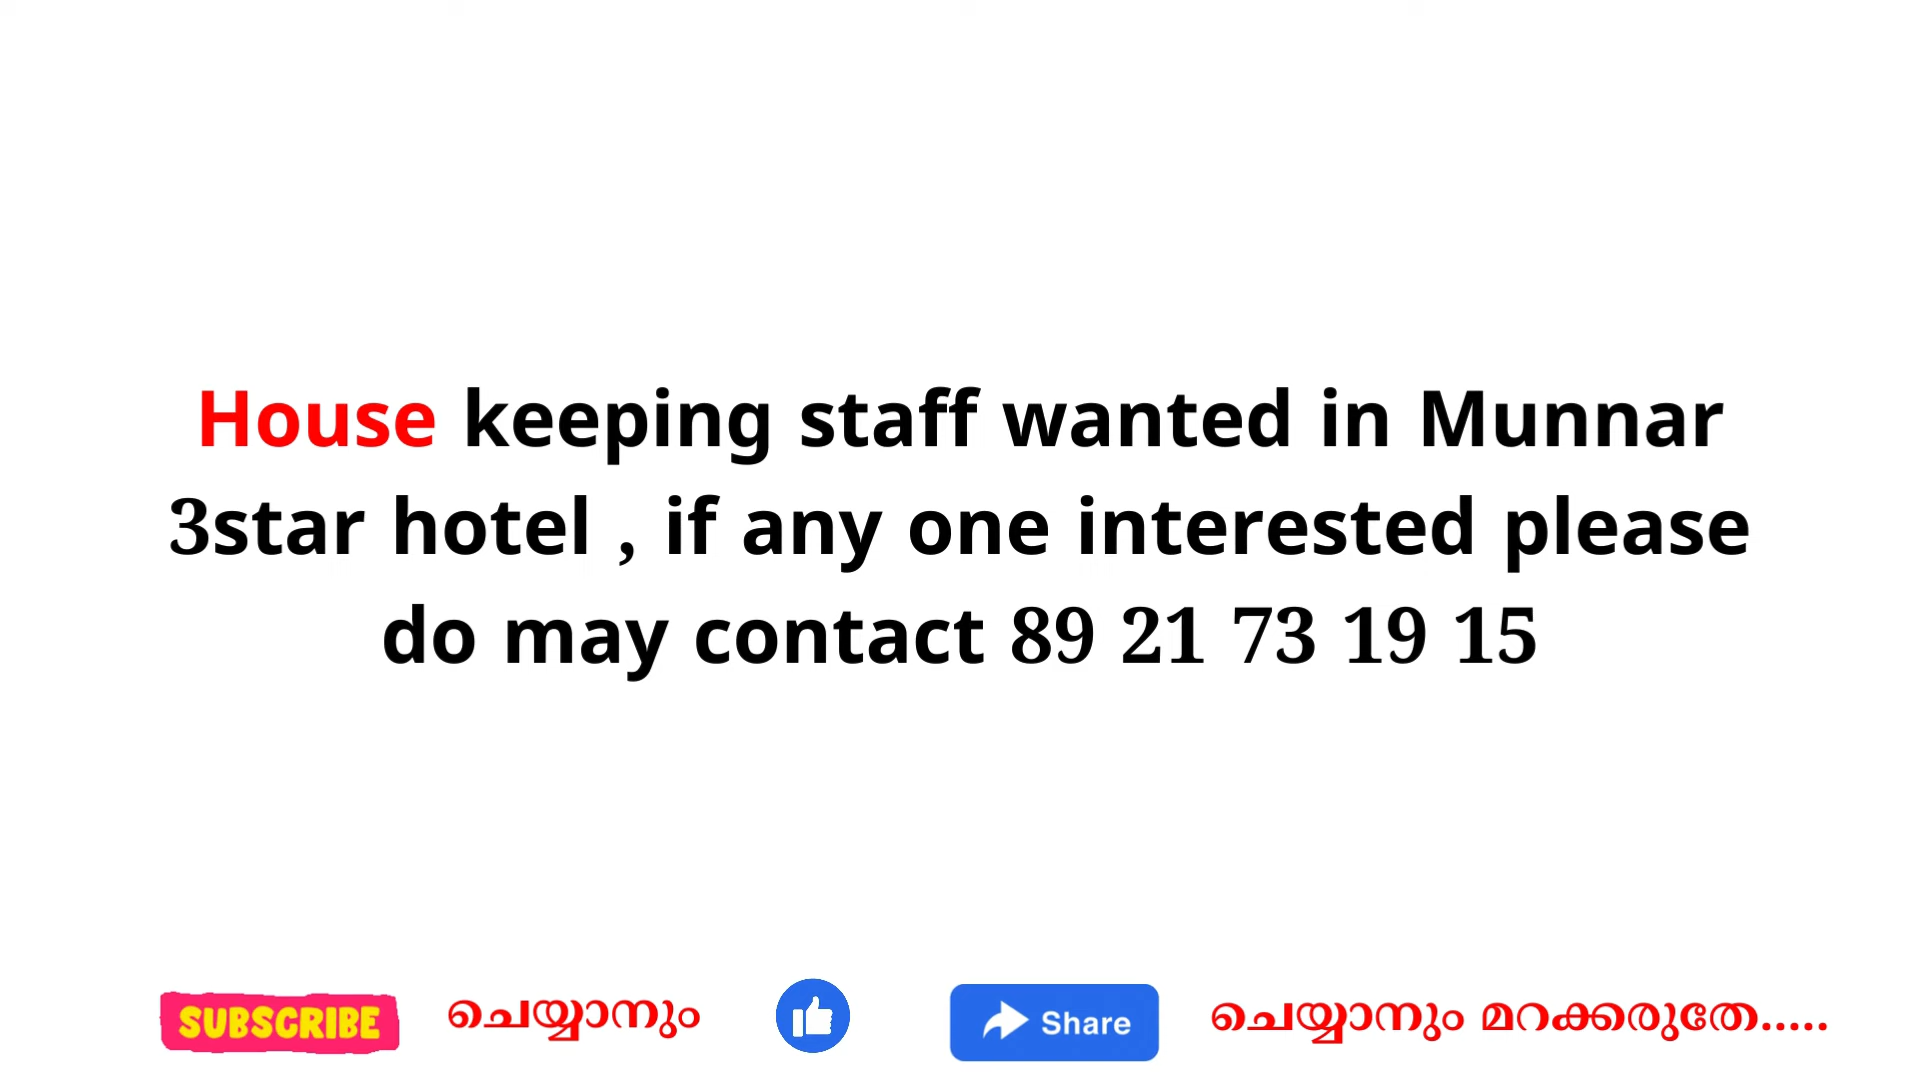 House keeping staff wanted in Munnar
3star hotel , if any one interested please
do may contact 89 21 73 19 15
SUBSCRIBE ചെയ്യാനും Share ചെയ്യാനും മറക്കരുതേ.....